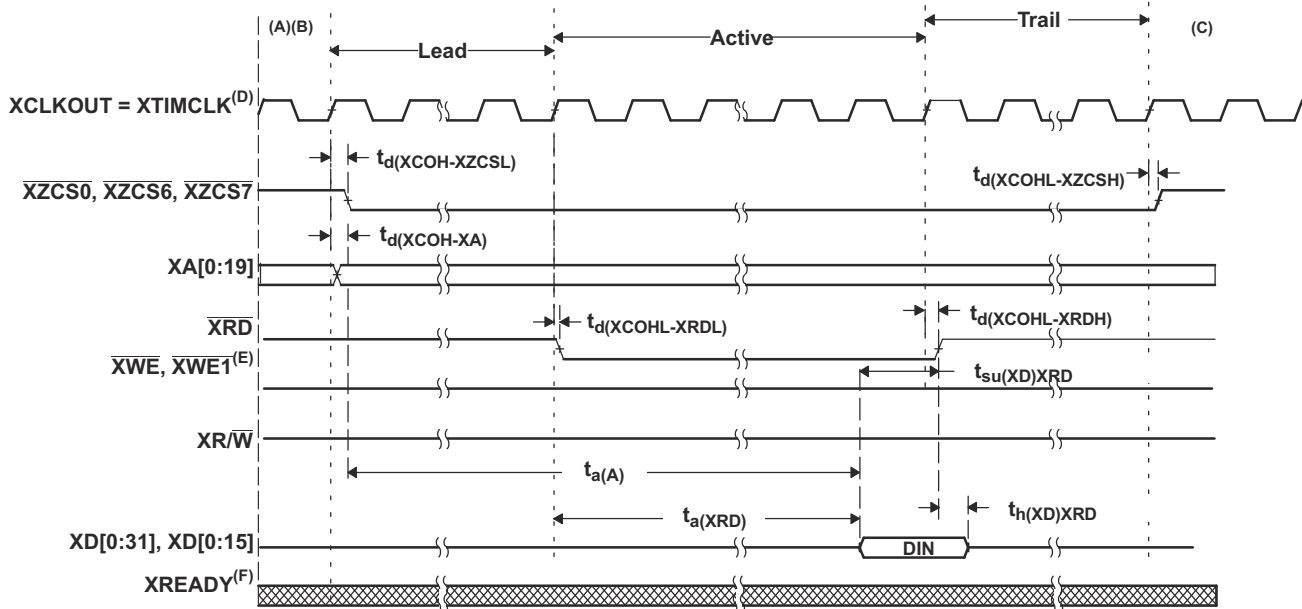 (A)(B)
Lead
Active
Trail
(C)
XCLKOUT = XTIMCLK(D)
td(XCOH-XZCSL)
XZCS0, XZCS6, XZCS7
td(XCOHL-XZCSH)
td(XCOH-XA)
XA[0:19]
XRD
td(XCOHL-XRDL)
td(XCOHL-XRDH)
XWE, XWE1(E)
tsu(XD)XRD
XR/W
ta(A)
ta(XRD)
th(XD)XRD
XD[0:31], XD[0:15]
DIN
XREADY(F)